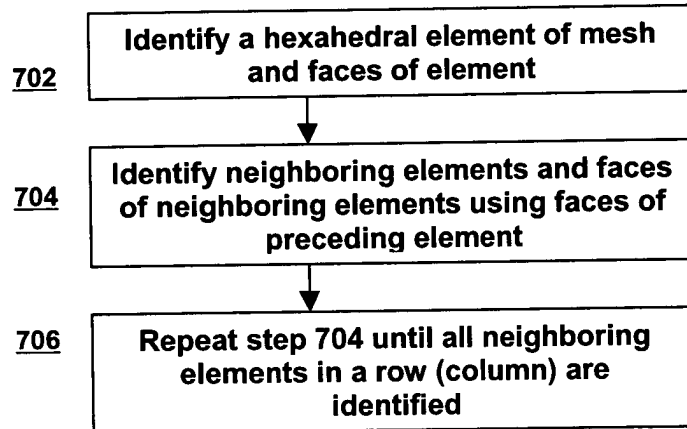 702
Identify a hexahedral element of mesh
and faces of element
704
Identify neighboring elements and faces
of neighboring elements using faces of
preceding element
706
Repeat step 704 until all neighboring
elements in a row (column) are
identified